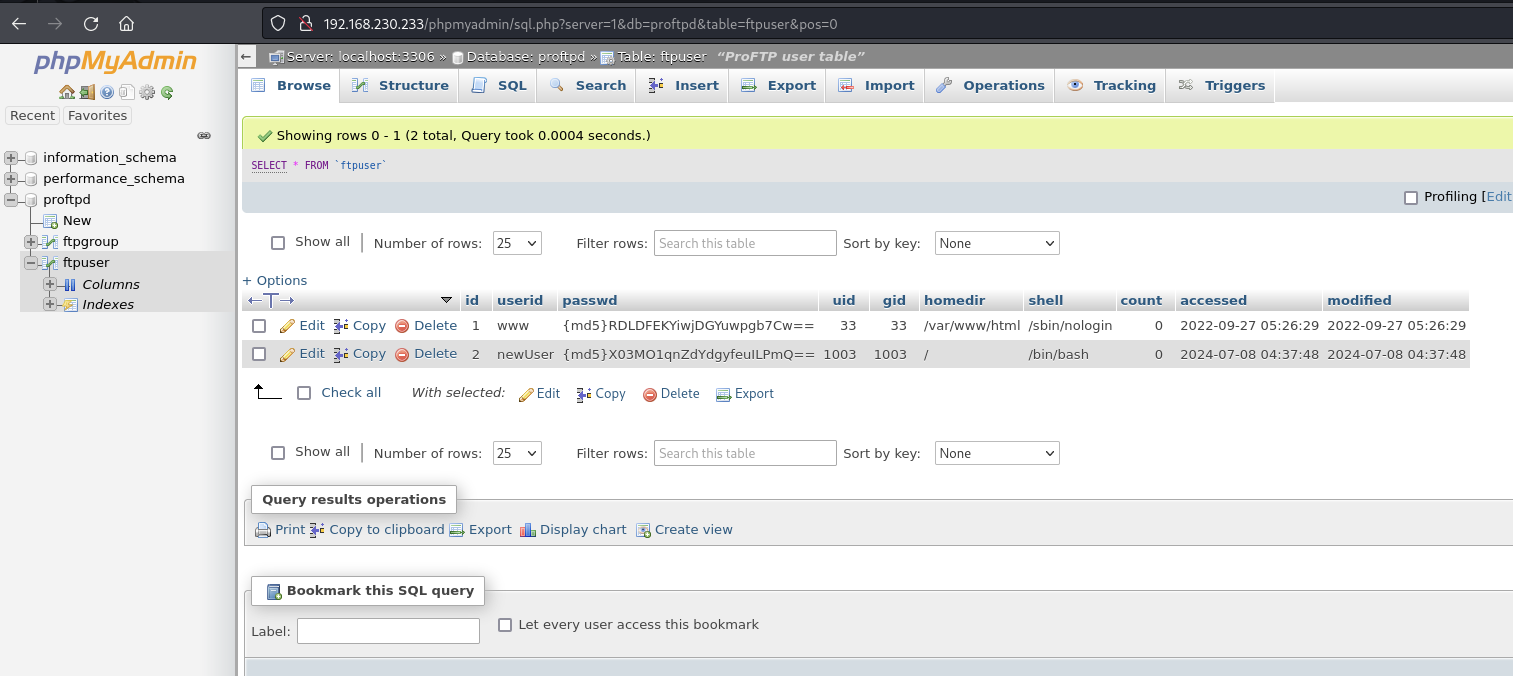 192.168.230.233/phpmyadmin/sql.php?server=1&db=proftpd&table=ftpuser&pos=0
phpMyAdmin
Recent Favorites
information_schema
performance_schema
proftpd
New
ftpgroup
ftpuser
Columns
Indexes
Server: localhost:3306 » Database: proftpd » Table: ftpuser “ProFTP user table”
Browse Structure SQL Search Insert Export Import Operations Tracking Triggers
Showing rows 0 - 1 (2 total, Query took 0.0004 seconds.)
SELECT * FROM `ftpuser`
Profiling [Edit
Show all | Number of rows: 25 Filter rows: Search this table Sort by key: None
+ Options
←T→ id userid passwd uid gid homedir shell count accessed modified
Edit Copy Delete 1 www {md5}RDLDFEKYiwjDGYuwpgb7Cw== 33 33 /var/www/html /sbin/nologin 0 2022-09-27 05:26:29 2022-09-27 05:26:29
Edit Copy Delete 2 newUser {md5}X03MO1qnZdYdgyfeuILPmQ== 1003 1003 / /bin/bash 0 2024-07-08 04:37:48 2024-07-08 04:37:48
Check all With selected: Edit Copy Delete Export
Show all | Number of rows: 25 Filter rows: Search this table Sort by key: None
Query results operations
Print Copy to clipboard Export Display chart Create view
Bookmark this SQL query
Label: Let every user access this bookmark